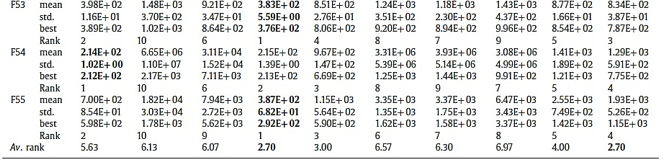 F53 mean 3.98E+02 1.48E+03 9.21E+02 3.83E+02 8.51E+02 1.24E+03 1.18E+03 1.43E+03 8.77E+02 8.34E+02
std. 1.16E+01 3.70E+02 3.47E+01 5.59E+00 2.76E+01 3.51E+02 3.83E+02 4.37E+02 1.66E+01 3.87E+01
best 3.89E+02 1.02E+03 8.64E+02 3.76E+02 8.06E+02 9.20E+02 8.94E+02 9.96E+02 8.54E+02 7.87E+02
Rank 2 10 6 1 4 8 7 9 5 3
F54 mean 2.14E+02 6.65E+06 3.11E+04 2.15E+02 9.67E+02 3.31E+06 3.93E+06 3.08E+06 1.41E+03 1.29E+03
std. 1.02E+00 1.10E+07 1.52E+04 1.39E+00 1.47E+02 5.39E+06 5.14E+06 4.99E+06 1.89E+02 5.91E+02
best 2.12E+02 2.17E+03 7.11E+03 2.13E+02 6.69E+02 1.25E+03 1.44E+03 9.91E+02 1.21E+03 7.75E+02
Rank 1 10 6 2 3 8 9 7 5 4
F55 mean 7.00E+02 1.82E+04 7.94E+03 3.87E+02 1.15E+03 3.35E+03 3.37E+03 6.47E+03 2.55E+03 1.93E+03
std. 8.54E+01 3.03E+04 2.72E+03 6.82E+01 2.64E+02 1.35E+03 1.75E+03 3.43E+03 7.49E+02 5.26E+02
best 5.98E+02 1.78E+03 5.62E+03 2.92E+02 5.90E+02 1.62E+03 1.58E+03 3.37E+03 1.42E+03 1.15E+03
Rank 2 10 9 1 3 6 7 8 5 4
Av. rank 5.63 6.13 6.07 2.70 3.00 6.57 6.30 6.97 4.00 2.70